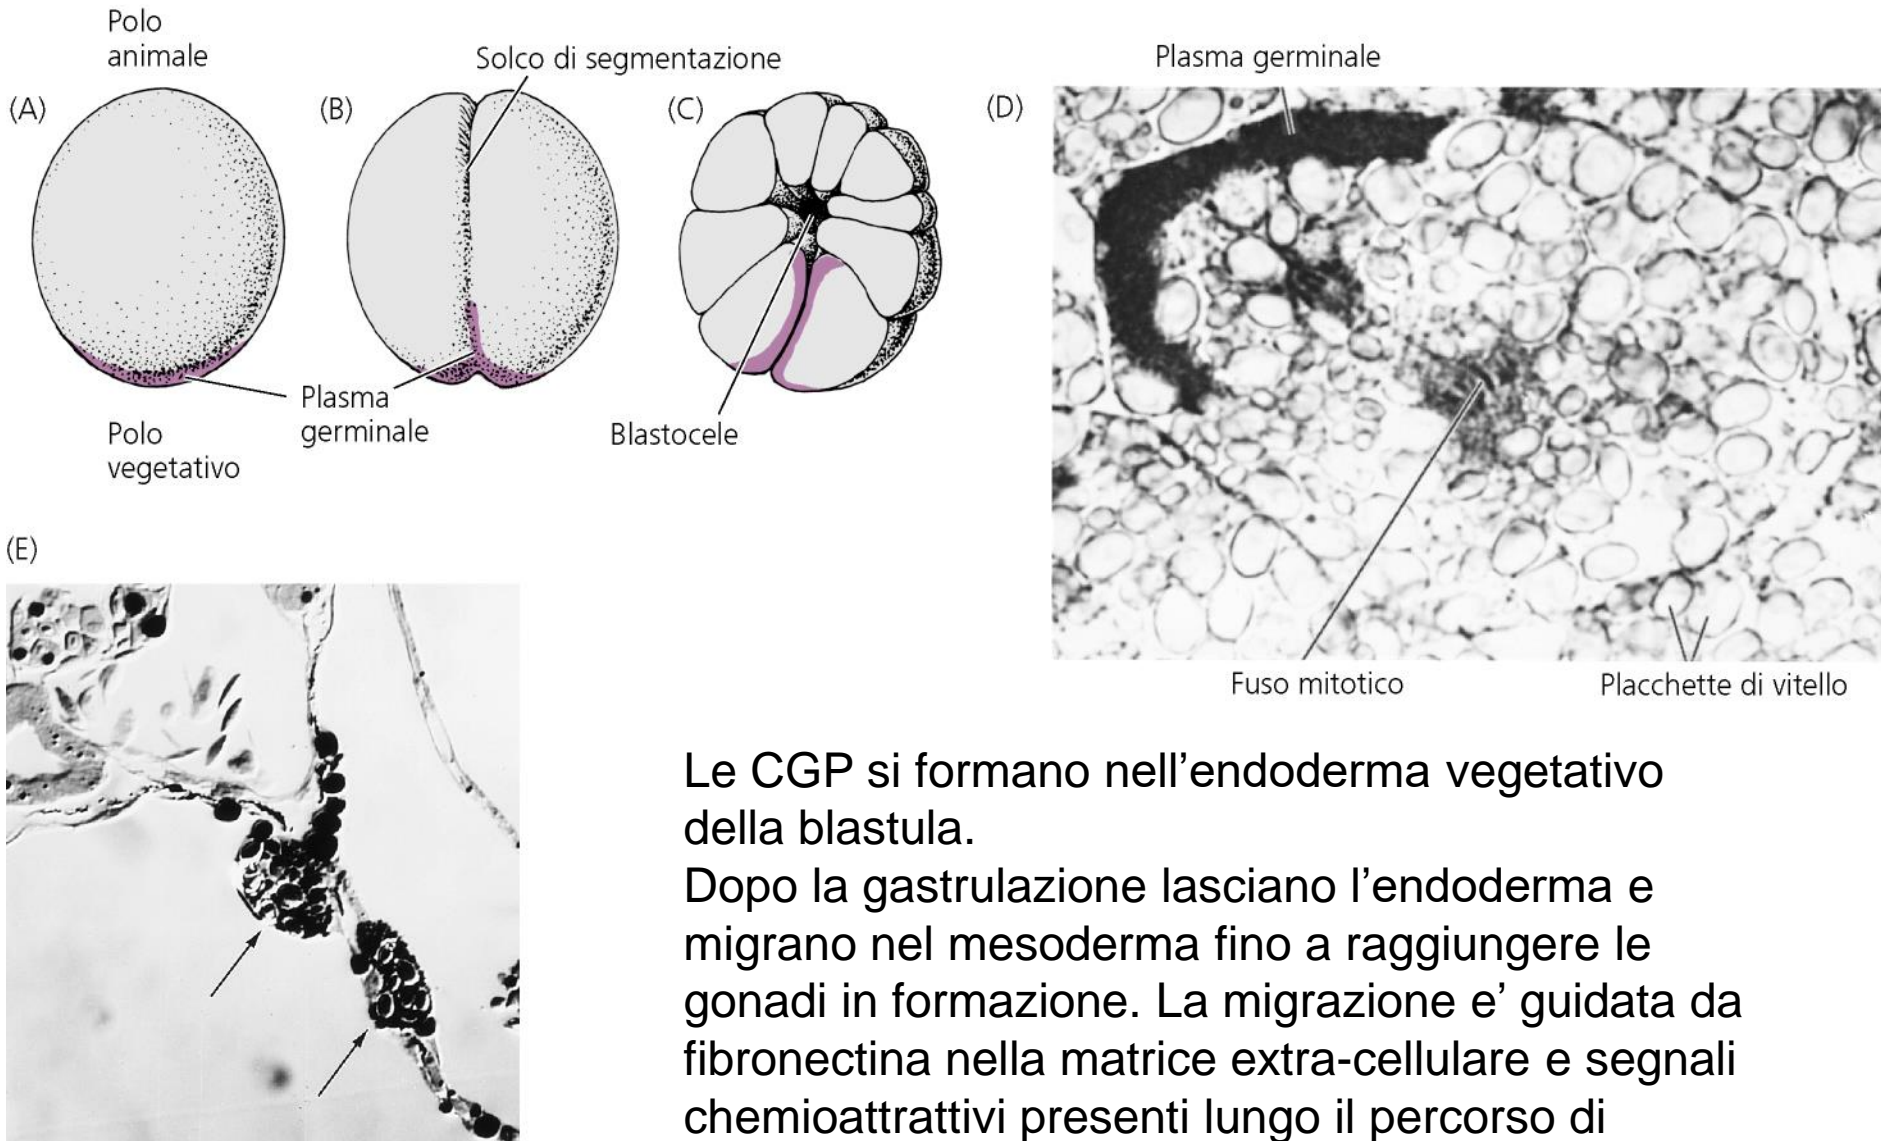 Polo
animale
Solco di segmentazione
Plasma germinale
(A)
(B)
(C)
(D)
Plasma
germinale
Polo
vegetativo
Blastocele
(E)
Fuso mitotico
Placchette di vitello
Le CGP si formano nell’endoderma vegetativo
della blastula.
Dopo la gastrulazione lasciano l’endoderma e
migrano nel mesoderma fino a raggiungere le
gonadi in formazione. La migrazione e’ guidata da
fibronectina nella matrice extra-cellulare e segnali
chemioattrattivi presenti lungo il percorso di